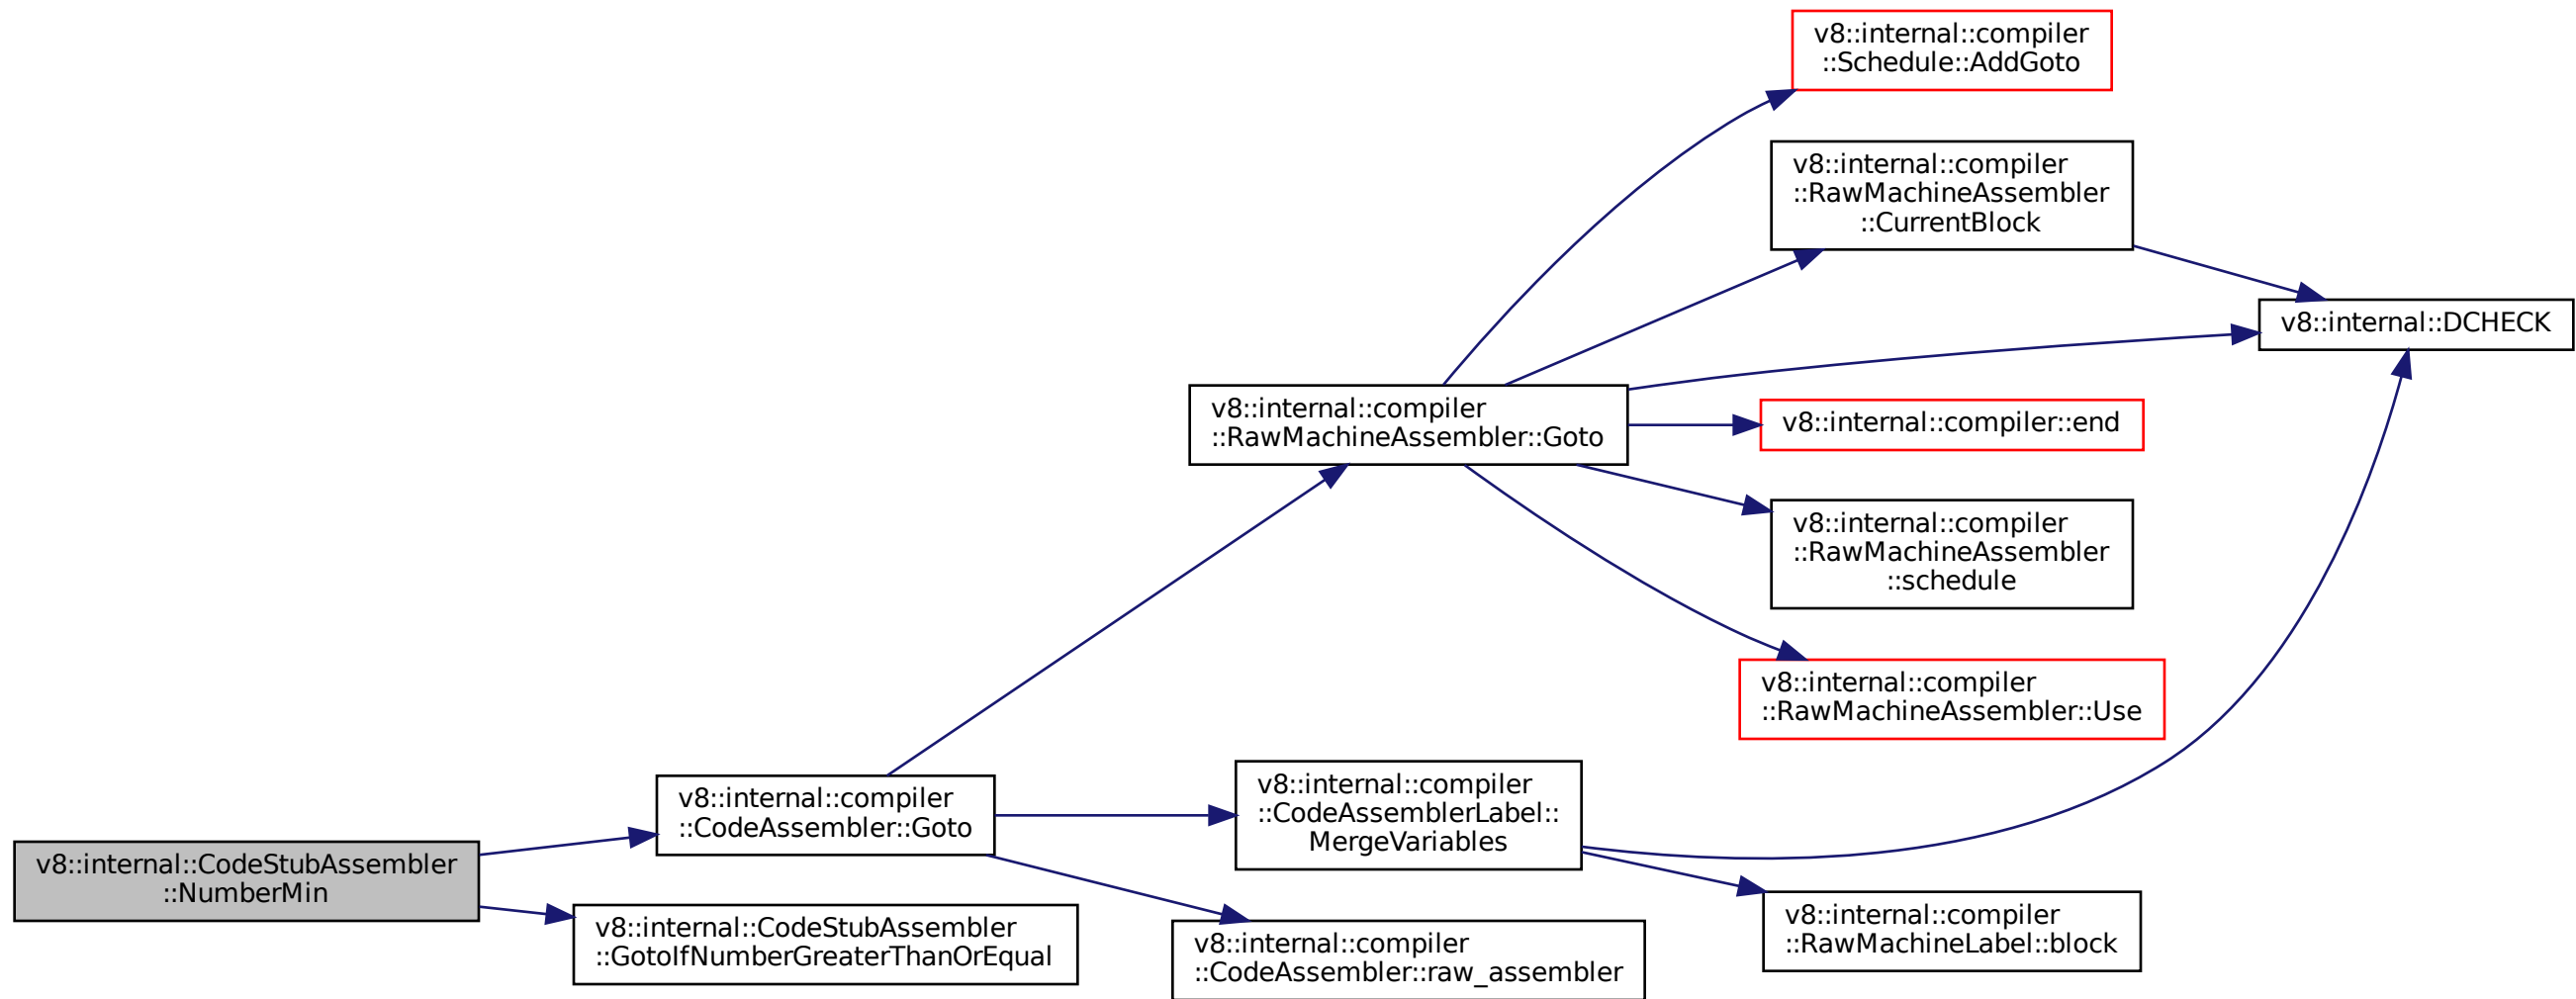 v8::internal::compiler
::Schedule::AddGoto
v8::internal::compiler
::RawMachineAssembler
::CurrentBlock
v8::internal::DCHECK
v8::internal::compiler
::RawMachineAssembler::Goto
v8::internal::compiler::end
v8::internal::compiler
::RawMachineAssembler
::schedule
v8::internal::compiler
::RawMachineAssembler::Use
v8::internal::compiler
::CodeAssembler::Goto
v8::internal::compiler
::CodeAssemblerLabel::
MergeVariables
v8::internal::CodeStubAssembler
::NumberMin
v8::internal::CodeStubAssembler
::GotoIfNumberGreaterThanOrEqual
v8::internal::compiler
::CodeAssembler::raw_assembler
v8::internal::compiler
::RawMachineLabel::block